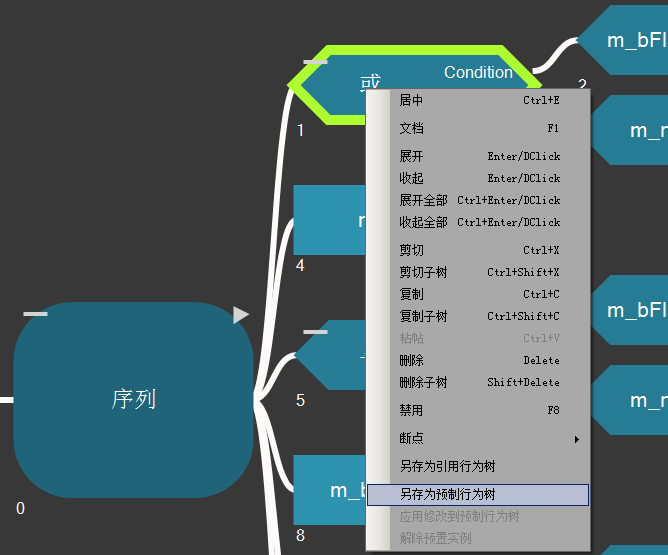 m_bFl
Condition
或
2
1
m_n
4
m_bFl
5
m_n
序列
0
m_b
8
居中 Ctrl+E
文档 F1
展开 Enter/DClick
收起 Enter/DClick
展开全部 Ctrl+Enter/DClick
收起全部 Ctrl+Enter/DClick
剪切 Ctrl+X
剪切子树 Ctrl+Shift+X
复制 Ctrl+C
复制子树 Ctrl+Shift+C
粘帖 Ctrl+V
删除 Delete
删除子树 Shift+Delete
禁用 F8
断点
另存为引用行为树
另存为预制行为树
应用修改到预制行为树
解除预置实例